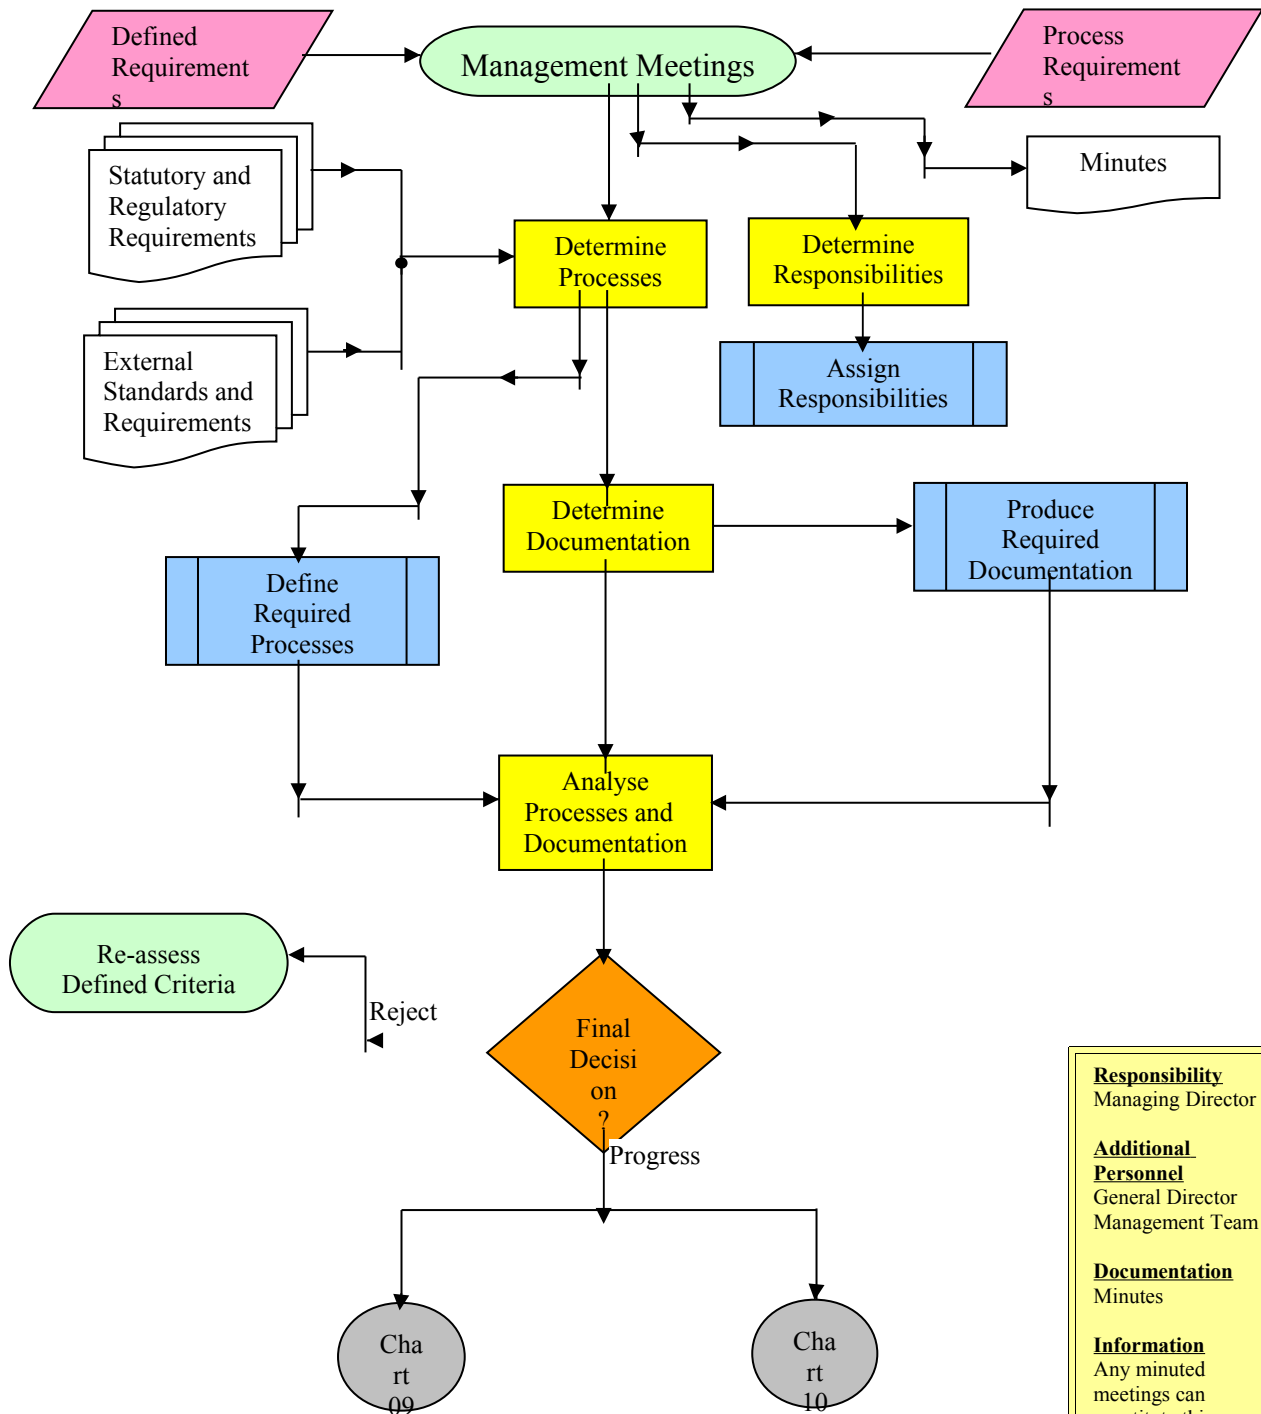 Defined
Requirement
s
Management Meetings
Process
Requirement
s
Statutory and
Regulatory
Requirements
Minutes
Determine
Processes
Determine
Responsibilities
External
Standards and
Requirements
Assign
Responsibilities
Determine
Documentation
Produce
Required
Documentation
Define
Required
Processes
Analyse
Processes and
Documentation
Re-assess
Defined Criteria
Reject
Final
Decisi
on
?
Progress
Cha
rt
09
Cha
rt
10
Responsibility
Managing Director
Additional
Personnel
General Director
Management Team
Documentation
Minutes
Information
Any minuted
meetings can